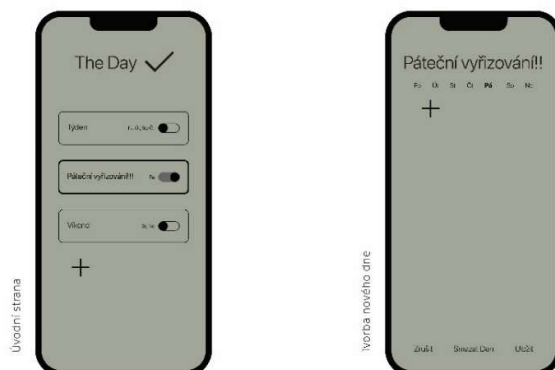 The Day
Týden
Páteční vyřizování!!!
Pá
Víkend
Úvodní strana
Páteční vyřizování!!
Po Út St Čt Pá So Ne
Zrušit Smazat Den Uložit
Tvorba nového dne